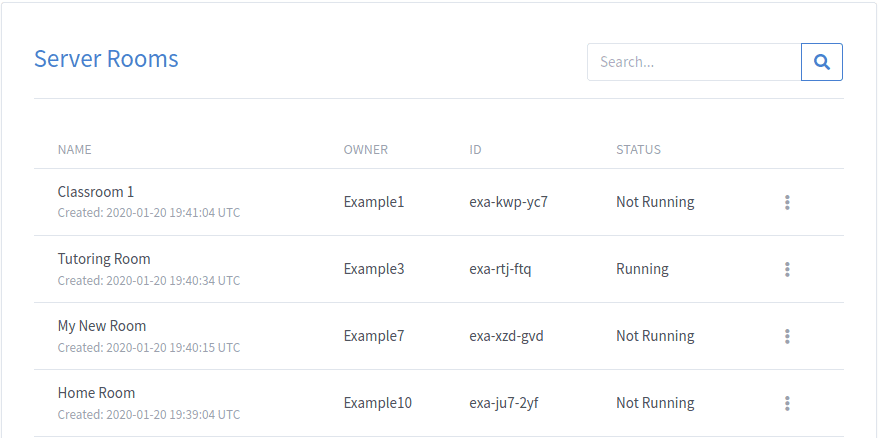 Server Rooms
Search...
NAME OWNER ID STATUS
Classroom 1
Created: 2020-01-20 19:41:04 UTC
Example1 exa-kwp-yc7 Not Running
Tutoring Room
Created: 2020-01-20 19:40:34 UTC
Example3 exa-rtj-ftq Running
My New Room
Created: 2020-01-20 19:40:15 UTC
Example7 exa-xzd-gvd Not Running
Home Room
Created: 2020-01-20 19:39:04 UTC
Example10 exa-ju7-2yf Not Running